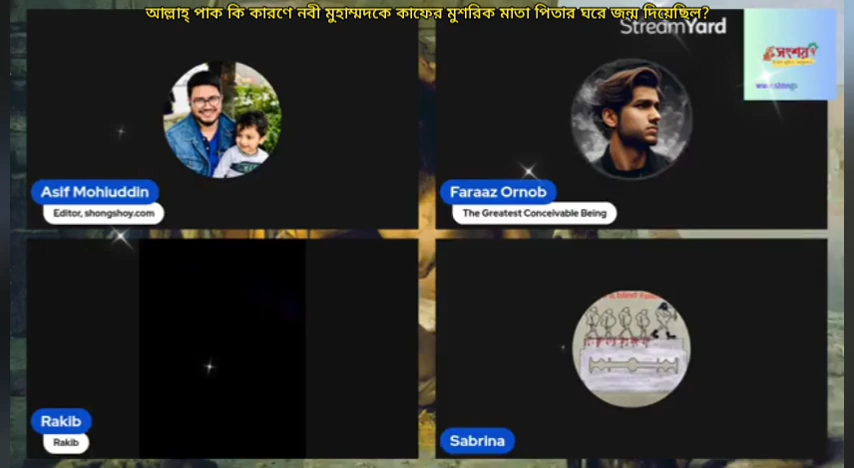 আল্লাহ্ পাক কি কারণে নবী মুহাম্মদকে কাফের মুশরিক মাতা পিতার ঘরে জন্ম দিয়েছিল?
StreamYard
সংশয়
Asif Mohiuddin
Editor, shongshoy.com
Faraaz Ornob
The Greatest Conceivable Being
Rakib
Rakib
Sabrina